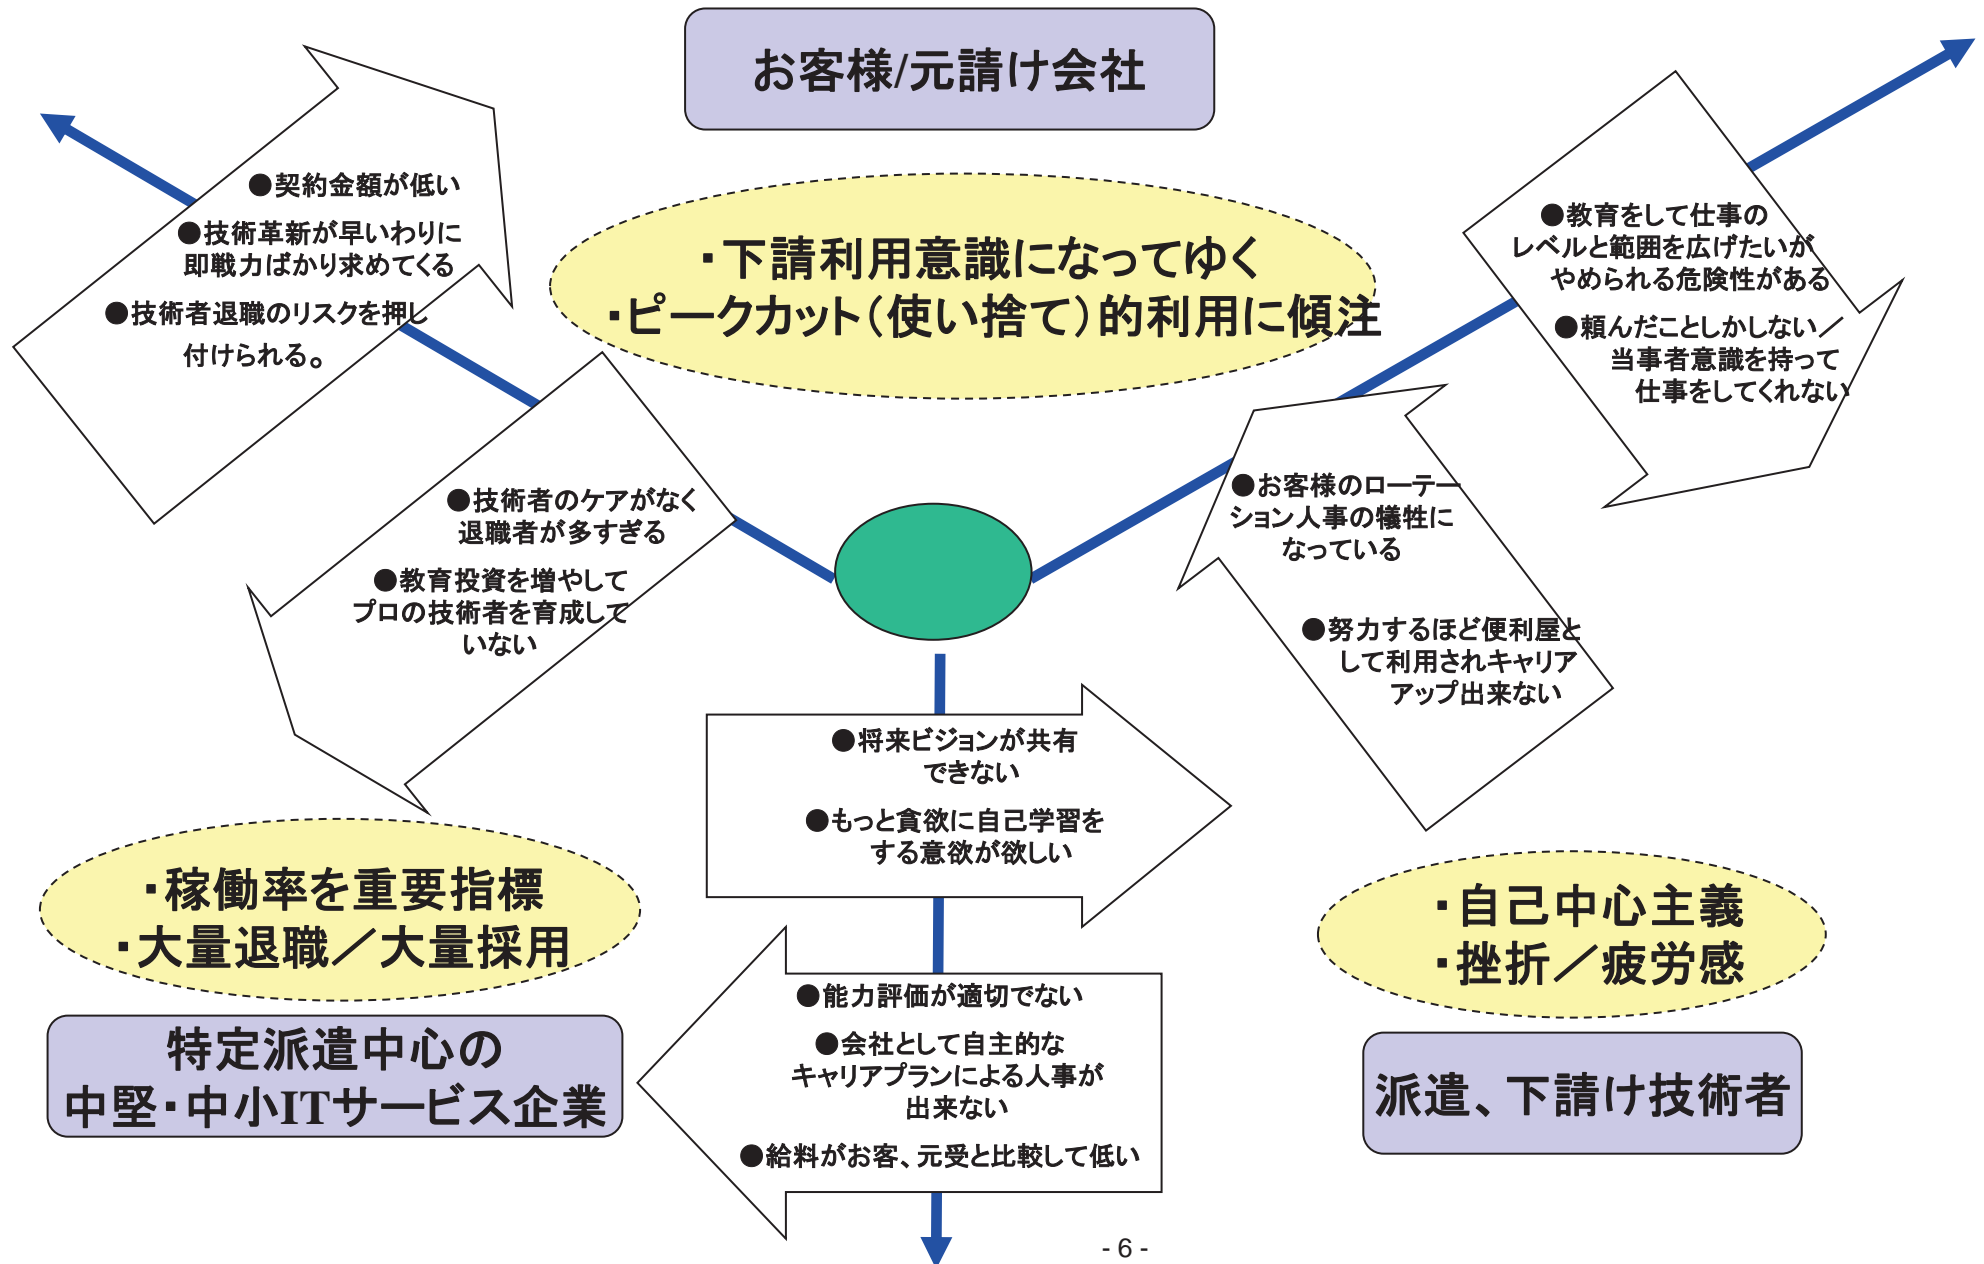 お客様/元請け会社
・下請利用意識になってゆく
・ピークカット（使い捨て）的利用に傾注
●契約金額が低い
●技術革新が早いわりに
即戦力ばかり求めてくる
●技術者退職のリスクを押し
付けられる。
●教育をして仕事の
レベルと範囲を広げたいが
やめられる危険性がある
●頼んだことしかしない／
当事者意識を持って
仕事をしてくれない
●技術者のケアがなく
退職者が多すぎる
●教育投資を増やして
プロの技術者を育成して
いない
●お客様のローテー
ション人事の犠牲に
なっている
●努力するほど便利屋と
して利用されキャリア
アップ出来ない
●将来ビジョンが共有
できない
●もっと貪欲に自己学習を
する意欲が欲しい
・稼働率を重要指標
・大量退職／大量採用
・自己中心主義
・挫折／疲労感
●能力評価が適切でない
●会社として自主的な
キャリアプランによる人事が
出来ない
●給料がお客、元受と比較して低い
特定派遣中心の
中堅・中小ITサービス企業
派遣、下請け技術者
- 6 -